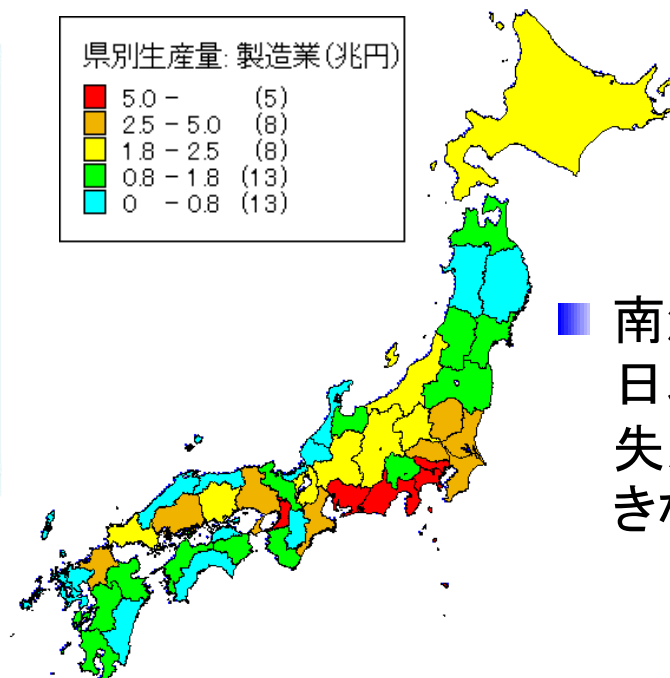 県別生産量: 製造業(兆円)
5.0 - (5)
2.5 - 5.0 (8)
1.8 - 2.5 (8)
0.8 - 1.8 (13)
0 - 0.8 (13)
南
日
失
き